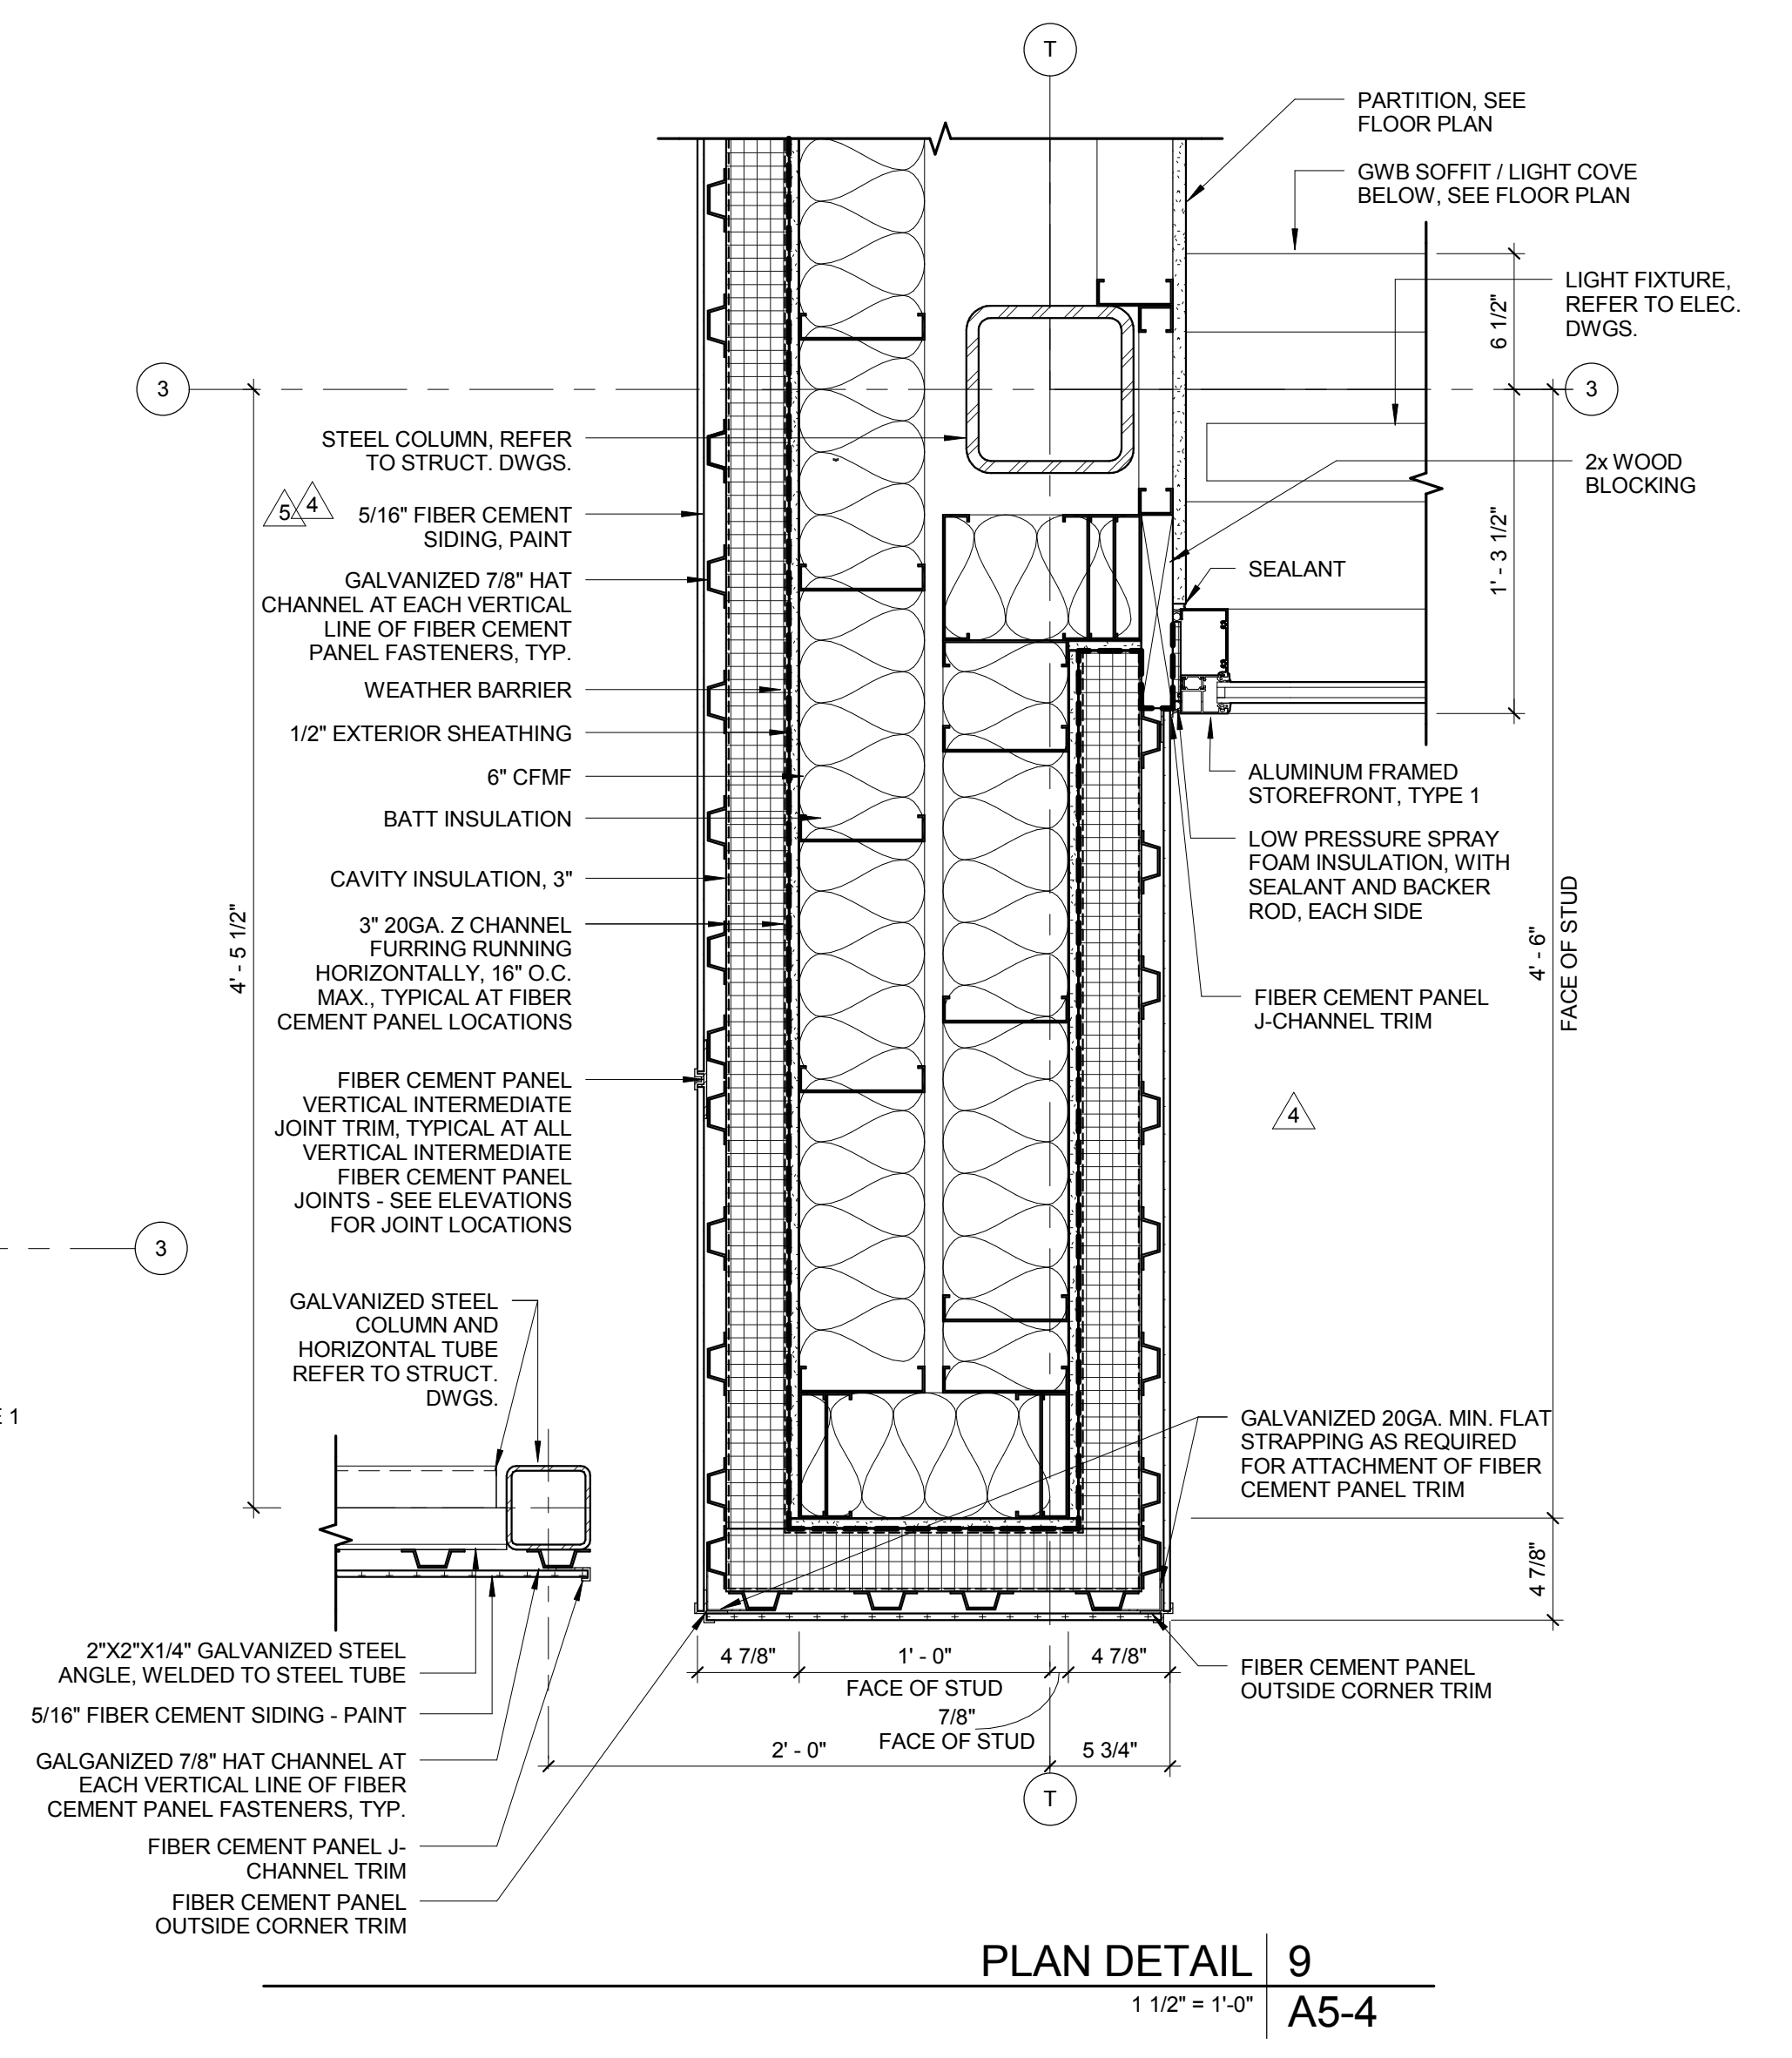 T
PARTITION, SEE
FLOOR PLAN
GWB SOFFIT / LIGHT COVE
BELOW, SEE FLOOR PLAN
LIGHT FIXTURE,
REFER TO ELEC.
DWGS.
6 1/2"
3
3
STEEL COLUMN, REFER
TO STRUCT. DWGS.
2x WOOD
BLOCKING
5
4
5/16" FIBER CEMENT
SIDING, PAINT
1' - 3 1/2"
SEALANT
GALVANIZED 7/8" HAT
CHANNEL AT EACH VERTICAL
LINE OF FIBER CEMENT
PANEL FASTENERS, TYP.
WEATHER BARRIER
1/2" EXTERIOR SHEATHING
6" CFMF
BATT INSULATION
CAVITY INSULATION, 3"
3" 20GA. Z CHANNEL
FURRING RUNNING
HORIZONTALLY, 16" O.C.
MAX., TYPICAL AT FIBER
CEMENT PANEL LOCATIONS
4' - 5 1/2"
ALUMINUM FRAMED
STOREFRONT, TYPE 1
LOW PRESSURE SPRAY
FOAM INSULATION, WITH
SEALANT AND BACKER
ROD, EACH SIDE
4' - 6"
FACE OF STUD
FIBER CEMENT PANEL
J-CHANNEL TRIM
4
FIBER CEMENT PANEL
VERTICAL INTERMEDIATE
JOINT TRIM, TYPICAL AT ALL
VERTICAL INTERMEDIATE
FIBER CEMENT PANEL
JOINTS - SEE ELEVATIONS
FOR JOINT LOCATIONS
3
GALVANIZED STEEL
COLUMN AND
HORIZONTAL TUBE
REFER TO STRUCT.
DWGS.
E 1
GALVANIZED 20GA. MIN. FLAT
STRAPPING AS REQUIRED
FOR ATTACHMENT OF FIBER
CEMENT PANEL TRIM
4 7/8"
2"X2"X1/4" GALVANIZED STEEL
ANGLE, WELDED TO STEEL TUBE
5/16" FIBER CEMENT SIDING - PAINT
GALGANIZED 7/8" HAT CHANNEL AT
EACH VERTICAL LINE OF FIBER
CEMENT PANEL FASTENERS, TYP.
FIBER CEMENT PANEL J-
CHANNEL TRIM
FIBER CEMENT PANEL
OUTSIDE CORNER TRIM
4 7/8"
1' - 0"
4 7/8"
FACE OF STUD
7/8"
FACE OF STUD
2' - 0"
5 3/4"
FIBER CEMENT PANEL
OUTSIDE CORNER TRIM
T
PLAN DETAIL
9
1 1/2" = 1'-0"
A5-4